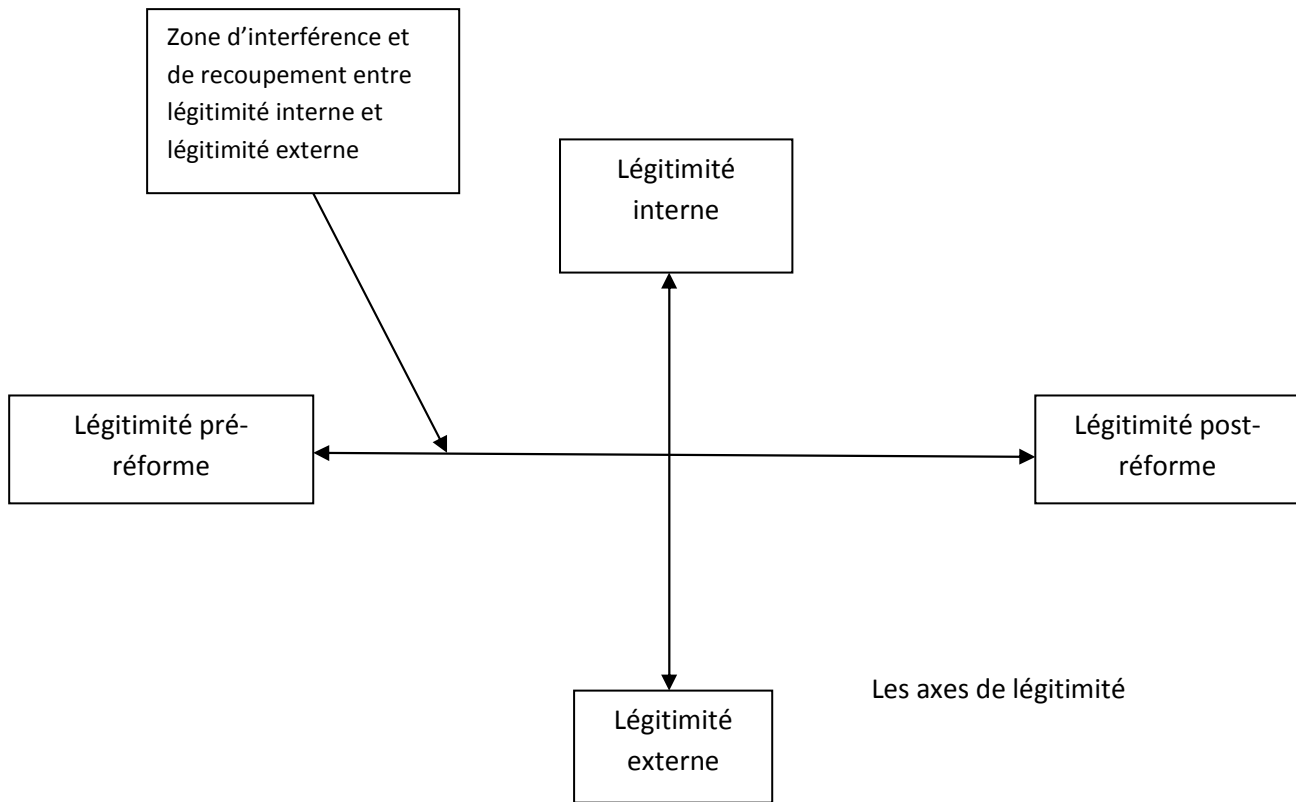 Zone d’interférence et
de recoupement entre
légitimité interne et
légitimité externe
Légitimité
interne
Légitimité pré-
réforme
Légitimité post-
réforme
Les axes de légitimité
Légitimité
externe